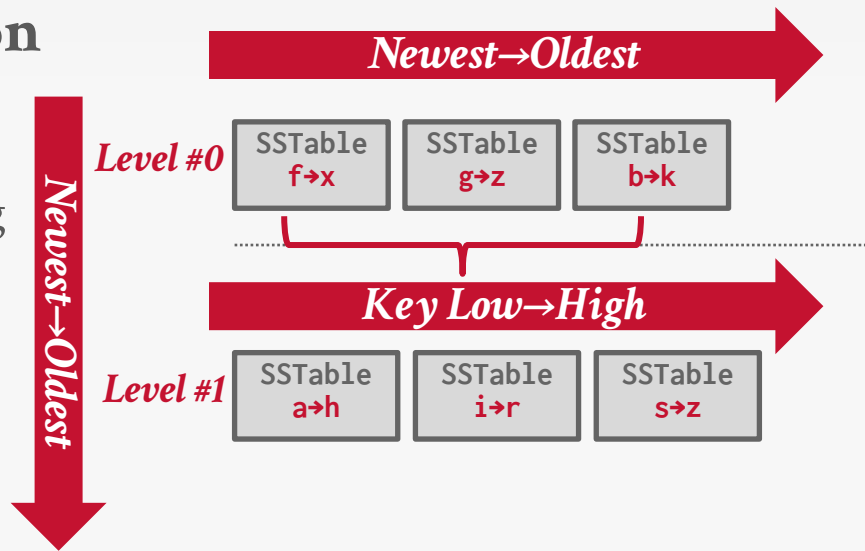 on
Newest→Oldest
Level #0
SSTable
f→x
SSTable
g→z
SSTable
b→k
g
Newest→Oldest
Key Low→High
Level #1
SSTable
a→h
SSTable
i→r
SSTable
s→z